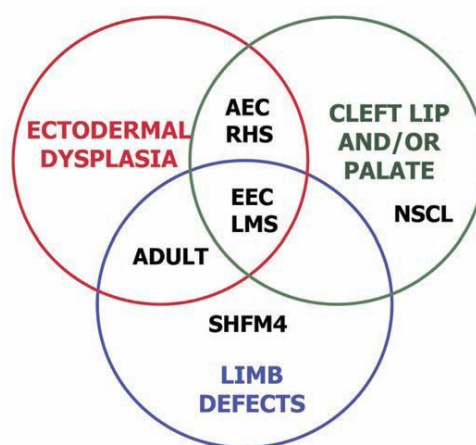 AEC
RHS
ECTODERMAL
DYSPLASIA
CLEFT LIP
AND/OR
PALATE
EEC
LMS
NSCL
ADULT
SHFM4
LIMB
DEFECTS